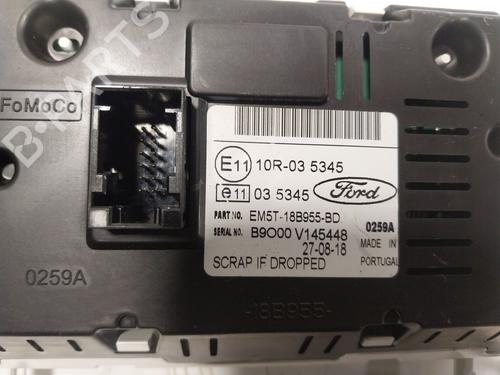 B-PARTS
FoMoCo
E11 10R-03 5345
e11 03 5345 Ford
PART NO. EM5T-18B955-BD 0259A
SERIAL NO. B9O00 V145448 MADE IN
27-08-18 PORTUGAL
SCRAP IF DROPPED
0259A
-18B955-